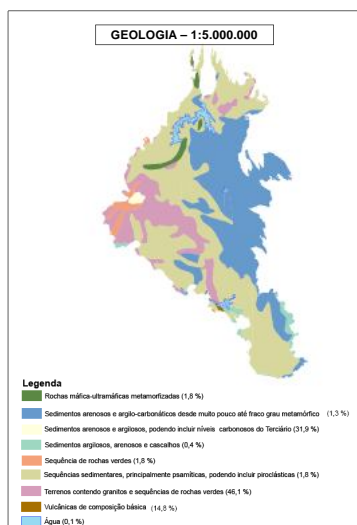 GEOLOGIA – 1:5.000.000
Legenda
Rochas máfica-ultramáficas metamorfizadas (1,8 %)
Sedimentos arenosos e argilo-carbonáticos desde muito pouco até fraco grau metamórfico (1,3 %)
Sedimentos arenosos e argilosos, podendo incluir níveis carbonosos do Terciário (31,9 %)
Sedimentos argilosos, arenosos e cascalhos (0,4 %)
Sequência de rochas verdes (1,8 %)
Sequências sedimentares, principalmente psamíticas, podendo incluir piroclásticas (1,8 %)
Terrenos contendo granitos e sequências de rochas verdes (46,1 %)
Vulcânicas de composição básica (14,8 %)
Água (0,1 %)